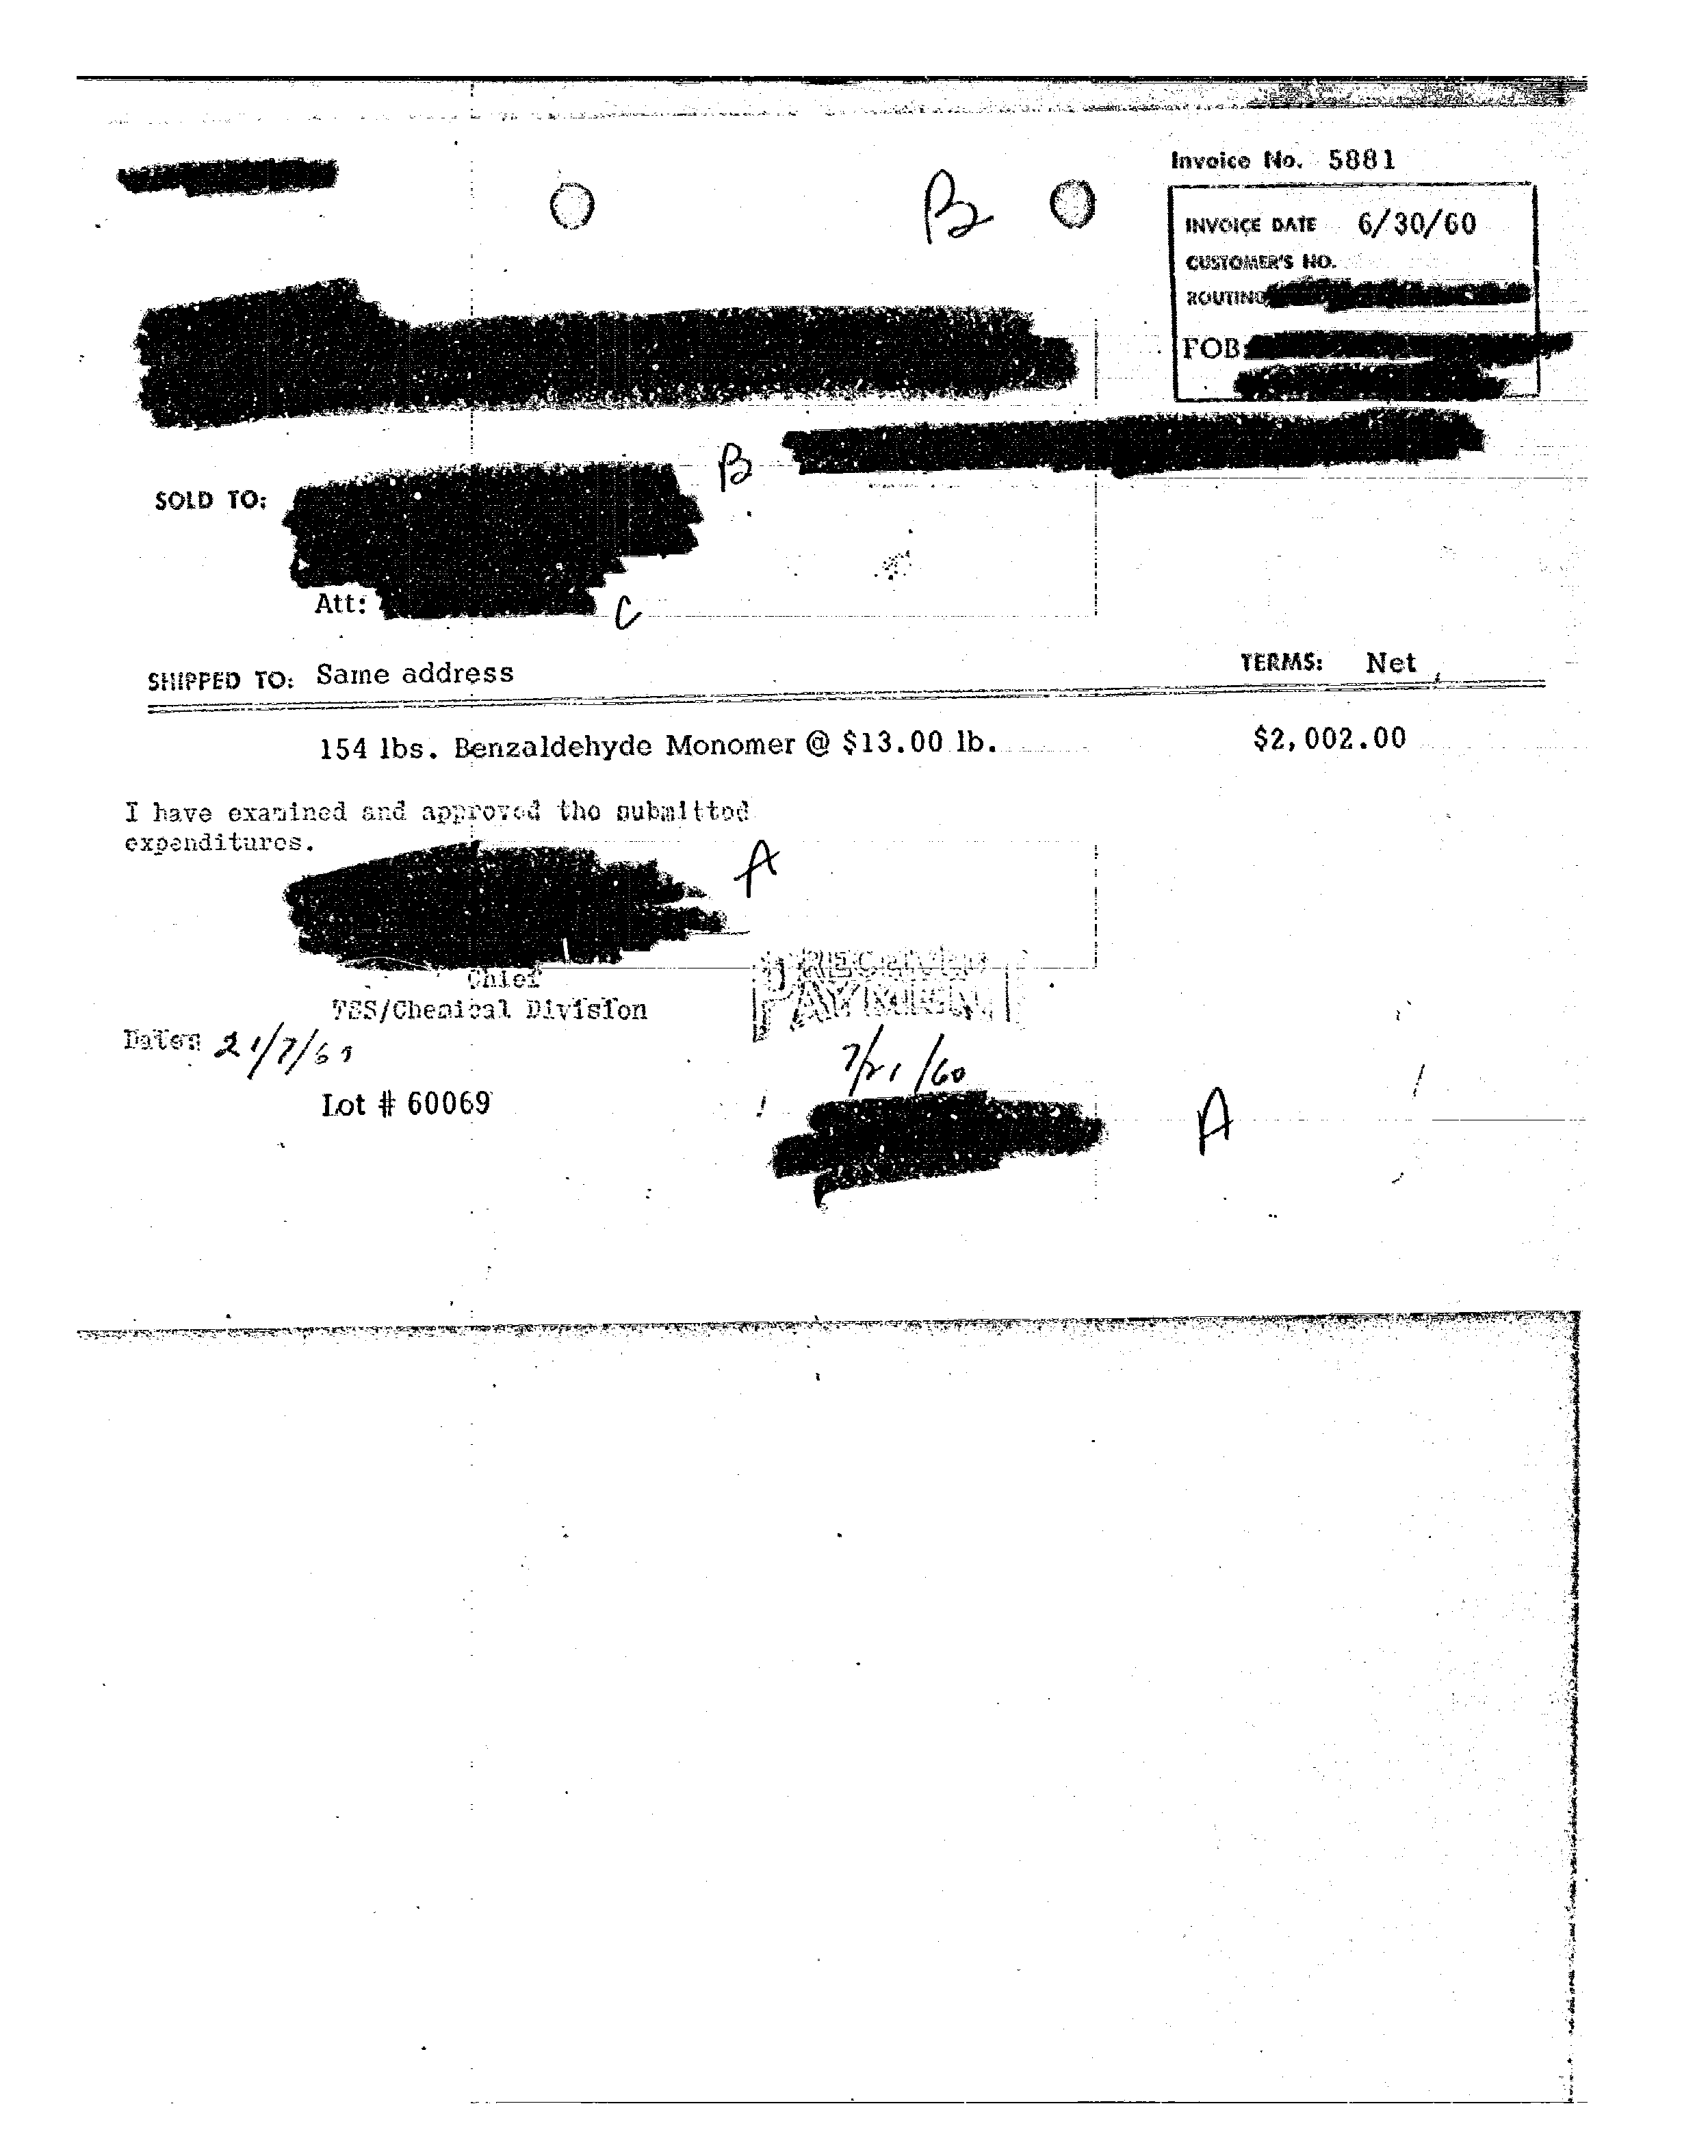 Invoice No. 5881
B
INVOICE DATE 6/30/60
CUSTOMER'S NO.
ROUTING
FOB
B
SOLD TO:
Att:
C
SHIPPED TO: Same address
TERMS: Net
154 lbs. Benzaldehyde Monomer @ $13.00 lb. $2,002.00
I have examined and approved the submitted
expenditures.
A
Chief
TSS/Chemical Division
RECEIVED
PAYMENT
Date: 21/7/60
7/21/60
Lot # 60069
A